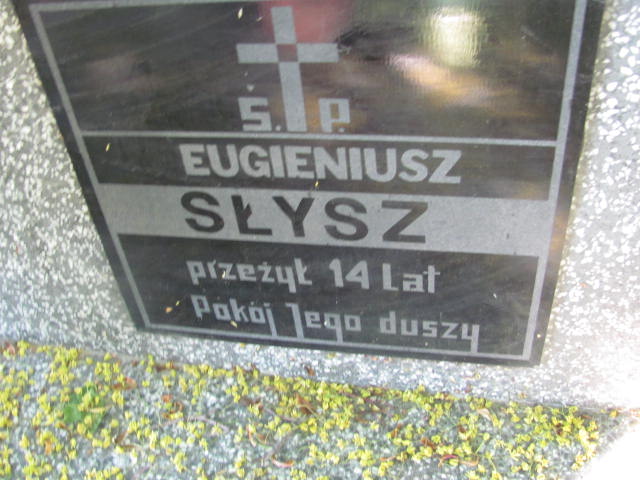 Ś. P.
EUGIENIUSZ
SŁYSZ
przeżył 14 Lat
Pokój Jego duszy